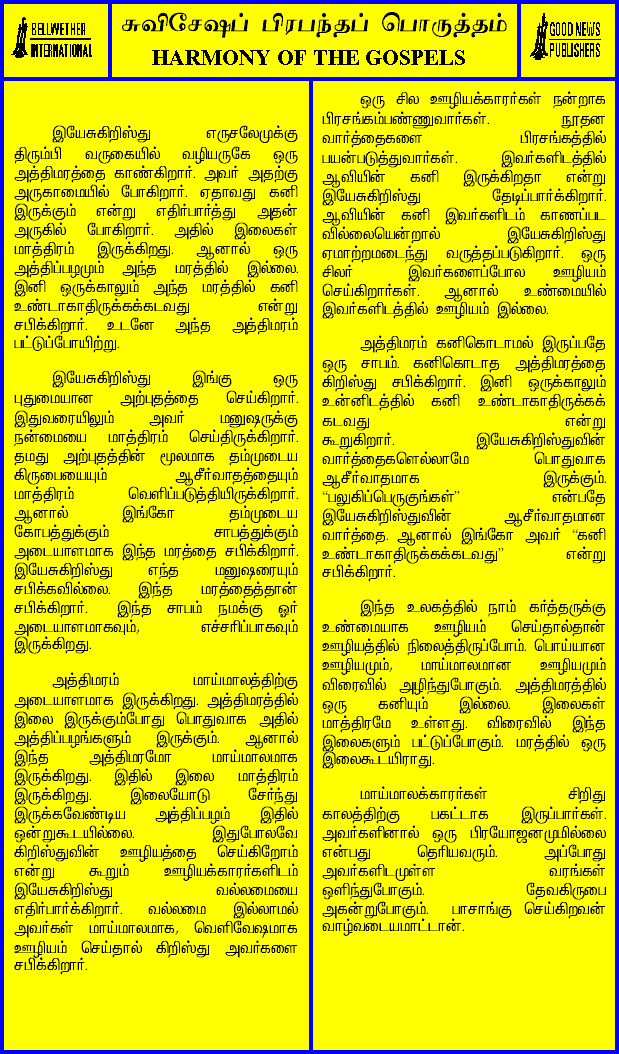 BELLWETHER
INTERNATIONAL
சுவிசேஷப் பிரபந்தப் பொருத்தம்
HARMONY OF THE GOSPELS
GOOD NEWS
PUBLISHERS
இயேசுகிறிஸ்து எருசலேமுக்கு
திரும்பி வருகையில் வழியருகே ஒரு
அத்திமரத்தை காண்கிறார். அவர் அதற்கு
அருகாமையில் போகிறார். ஏதாவது கனி
இருக்கும் என்று எதிர்பார்த்து அதன்
அருகில் போகிறார். அதில் இலைகள்
மாத்திரம் இருக்கிறது. ஆனால் ஒரு
அத்திப்பழமும் அந்த மரத்தில் இல்லை.
இனி ஒருக்காலும் அந்த மரத்தில் கனி
உண்டாகாதிருக்கக்கடவது என்று
சபிக்கிறார். உடனே அந்த அத்திமரம்
பட்டுப்போயிற்று.
இயேசுகிறிஸ்து இங்கு ஒரு
புதுமையான அற்புதத்தை செய்கிறார்.
இதுவரையிலும் அவர் மனுஷருக்கு
நன்மையை மாத்திரம் செய்திருக்கிறார்.
தமது அற்புதத்தின் மூலமாக தம்முடைய
கிருபையையும் ஆசீர்வாதத்தையும்
மாத்திரம் வெளிப்படுத்தியிருக்கிறார்.
ஆனால் இங்கோ தம்முடைய
கோபத்துக்கும் சாபத்துக்கும்
அடையாளமாக இந்த மரத்தை சபிக்கிறார்.
இயேசுகிறிஸ்து எந்த மனுஷரையும்
சபிக்கவில்லை. இந்த மரத்தைத்தான்
சபிக்கிறார். இந்த சாபம் நமக்கு ஓர்
அடையாளமாகவும், எச்சரிப்பாகவும்
இருக்கிறது.
அத்திமரம் மாய்மாலத்திற்கு
அடையாளமாக இருக்கிறது. அத்திமரத்தில்
இலை இருக்கும்போது பொதுவாக அதில்
அத்திப்பழங்களும் இருக்கும். ஆனால்
இந்த அத்திமரமோ மாய்மாலமாக
இருக்கிறது. இதில் இலை மாத்திரம்
இருக்கிறது. இலையோடு சேர்ந்து
இருக்கவேண்டிய அத்திப்பழம் இதில்
ஒன்றுகூடயில்லை. இதுபோலவே
கிறிஸ்துவின் ஊழியத்தை செய்கிறோம்
என்று கூறும் ஊழியக்காரர்களிடம்
இயேசுகிறிஸ்து வல்லமையை
எதிர்பார்க்கிறார். வல்லமை இல்லாமல்
அவர்கள் மாய்மாலமாக, வெளிவேஷமாக
ஊழியம் செய்தால் கிறிஸ்து அவர்களை
சபிக்கிறார்.
ஒரு சில ஊழியக்காரர்கள் நன்றாக
பிரசங்கம்பண்ணுவார்கள். நூதன
வார்த்தைகளை பிரசங்கத்தில்
பயன்படுத்துவார்கள். இவர்களிடத்தில்
ஆவியின் கனி இருக்கிறதா என்று
இயேசுகிறிஸ்து தேடிப்பார்க்கிறார்.
ஆவியின் கனி இவர்களிடம் காணப்பட
வில்லையென்றால் இயேசுகிறிஸ்து
ஏமாற்றமடைந்து வருத்தப்படுகிறார். ஒரு
சிலர் இவர்களைப்போல ஊழியம்
செய்கிறார்கள். ஆனால் உண்மையில்
இவர்களிடத்தில் ஊழியம் இல்லை.
அத்திமரம் கனிகொடாமல் இருப்பதே
ஒரு சாபம். கனிகொடாத அத்திமரத்தை
கிறிஸ்து சபிக்கிறார். இனி ஒருக்காலும்
உன்னிடத்தில் கனி உண்டாகாதிருக்கக்
கடவது என்று
கூறுகிறார். இயேசுகிறிஸ்துவின்
வார்த்தைகளெல்லாமே பொதுவாக
ஆசீர்வாதமாக இருக்கும்.
“பலுகிப்பெருகுங்கள்” என்பதே
இயேசுகிறிஸ்துவின் ஆசீர்வாதமான
வார்த்தை. ஆனால் இங்கோ அவர் “கனி
உண்டாகாதிருக்கக்கடவது” என்று
சபிக்கிறார்.
இந்த உலகத்தில் நாம் கர்த்தருக்கு
உண்மையாக ஊழியம் செய்தால்தான்
ஊழியத்தில் நிலைத்திருப்போம். பொய்யான
ஊழியமும், மாய்மாலமான ஊழியமும்
விரைவில் அழிந்துபோகும். அத்திமரத்தில்
ஒரு கனியும் இல்லை. இலைகள்
மாத்திரமே உள்ளது. விரைவில் இந்த
இலைகளும் பட்டுப்போகும். மரத்தில் ஒரு
இலைகூடயிராது.
மாய்மாலக்காரர்கள் சிறிது
காலத்திற்கு பகட்டாக இருப்பார்கள்.
அவர்களினால் ஒரு பிரயோஜனமுமில்லை
என்பது தெரியவரும். அப்போது
அவர்களிடமுள்ள வரங்கள்
ஒளிந்துபோகும். தேவகிருபை
அகன்றுபோகும். பாசாங்கு செய்கிறவன்
வாழ்வடையமாட்டான்.